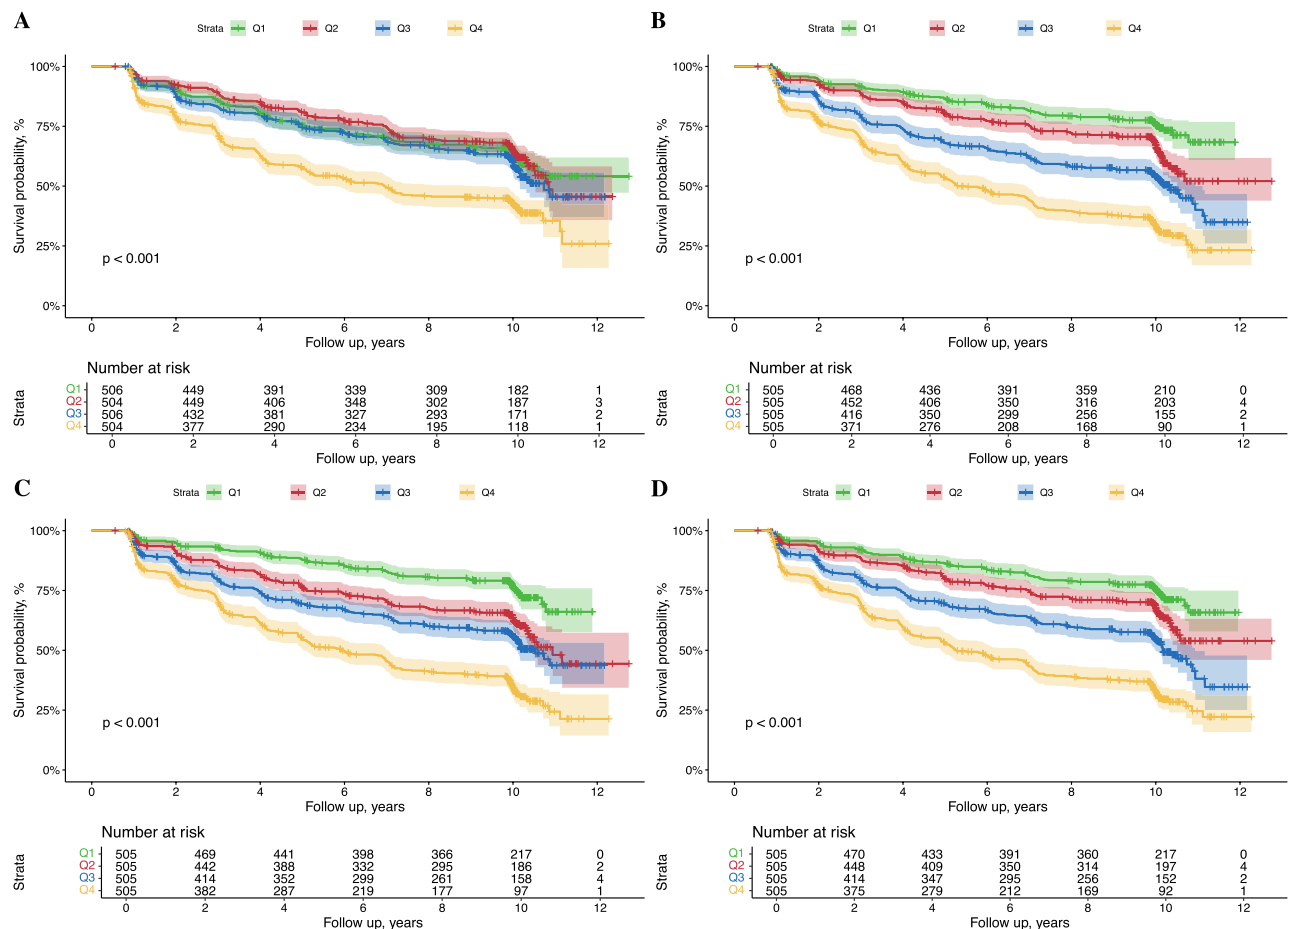 A
Strata Q1 Q2 Q3 Q4
Survival probability, %
100%
75%
50%
25%
0%
p < 0.001
0 2 4 6 8 10 12
Follow up, years
Number at risk
Strata
Q1 506 449 391 339 309 182 1
Q2 504 449 406 348 302 187 3
Q3 506 432 381 327 293 171 2
Q4 504 377 290 234 195 118 1
0 2 4 6 8 10 12
Follow up, years
B
Strata Q1 Q2 Q3 Q4
Survival probability, %
100%
75%
50%
25%
0%
p < 0.001
0 2 4 6 8 10 12
Follow up, years
Number at risk
Strata
Q1 505 468 436 391 359 210 0
Q2 505 452 406 350 316 203 4
Q3 505 416 350 299 256 155 2
Q4 505 371 276 208 168 90 1
0 2 4 6 8 10 12
Follow up, years
C
Strata Q1 Q2 Q3 Q4
Survival probability, %
100%
75%
50%
25%
0%
p < 0.001
0 2 4 6 8 10 12
Follow up, years
Number at risk
Strata
Q1 505 469 441 398 366 217 0
Q2 505 442 388 332 295 186 2
Q3 505 414 352 299 261 158 4
Q4 505 382 287 219 177 97 1
0 2 4 6 8 10 12
Follow up, years
D
Strata Q1 Q2 Q3 Q4
Survival probability, %
100%
75%
50%
25%
0%
p < 0.001
0 2 4 6 8 10 12
Follow up, years
Number at risk
Strata
Q1 505 470 433 391 360 217 0
Q2 505 448 409 350 314 197 4
Q3 505 414 347 295 256 152 2
Q4 505 375 279 212 169 92 1
0 2 4 6 8 10 12
Follow up, years